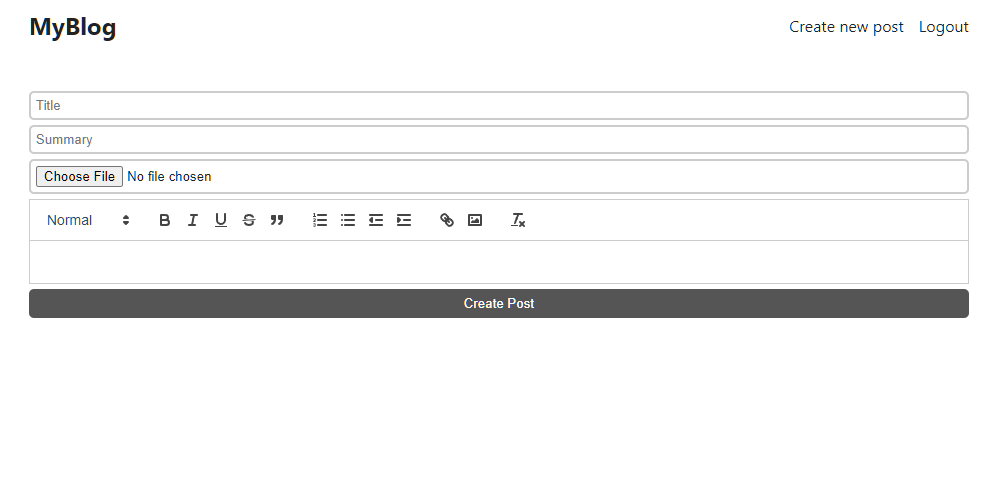 MyBlog
Create new post Logout
Title
Summary
Choose File No file chosen
Normal B I U S
Create Post